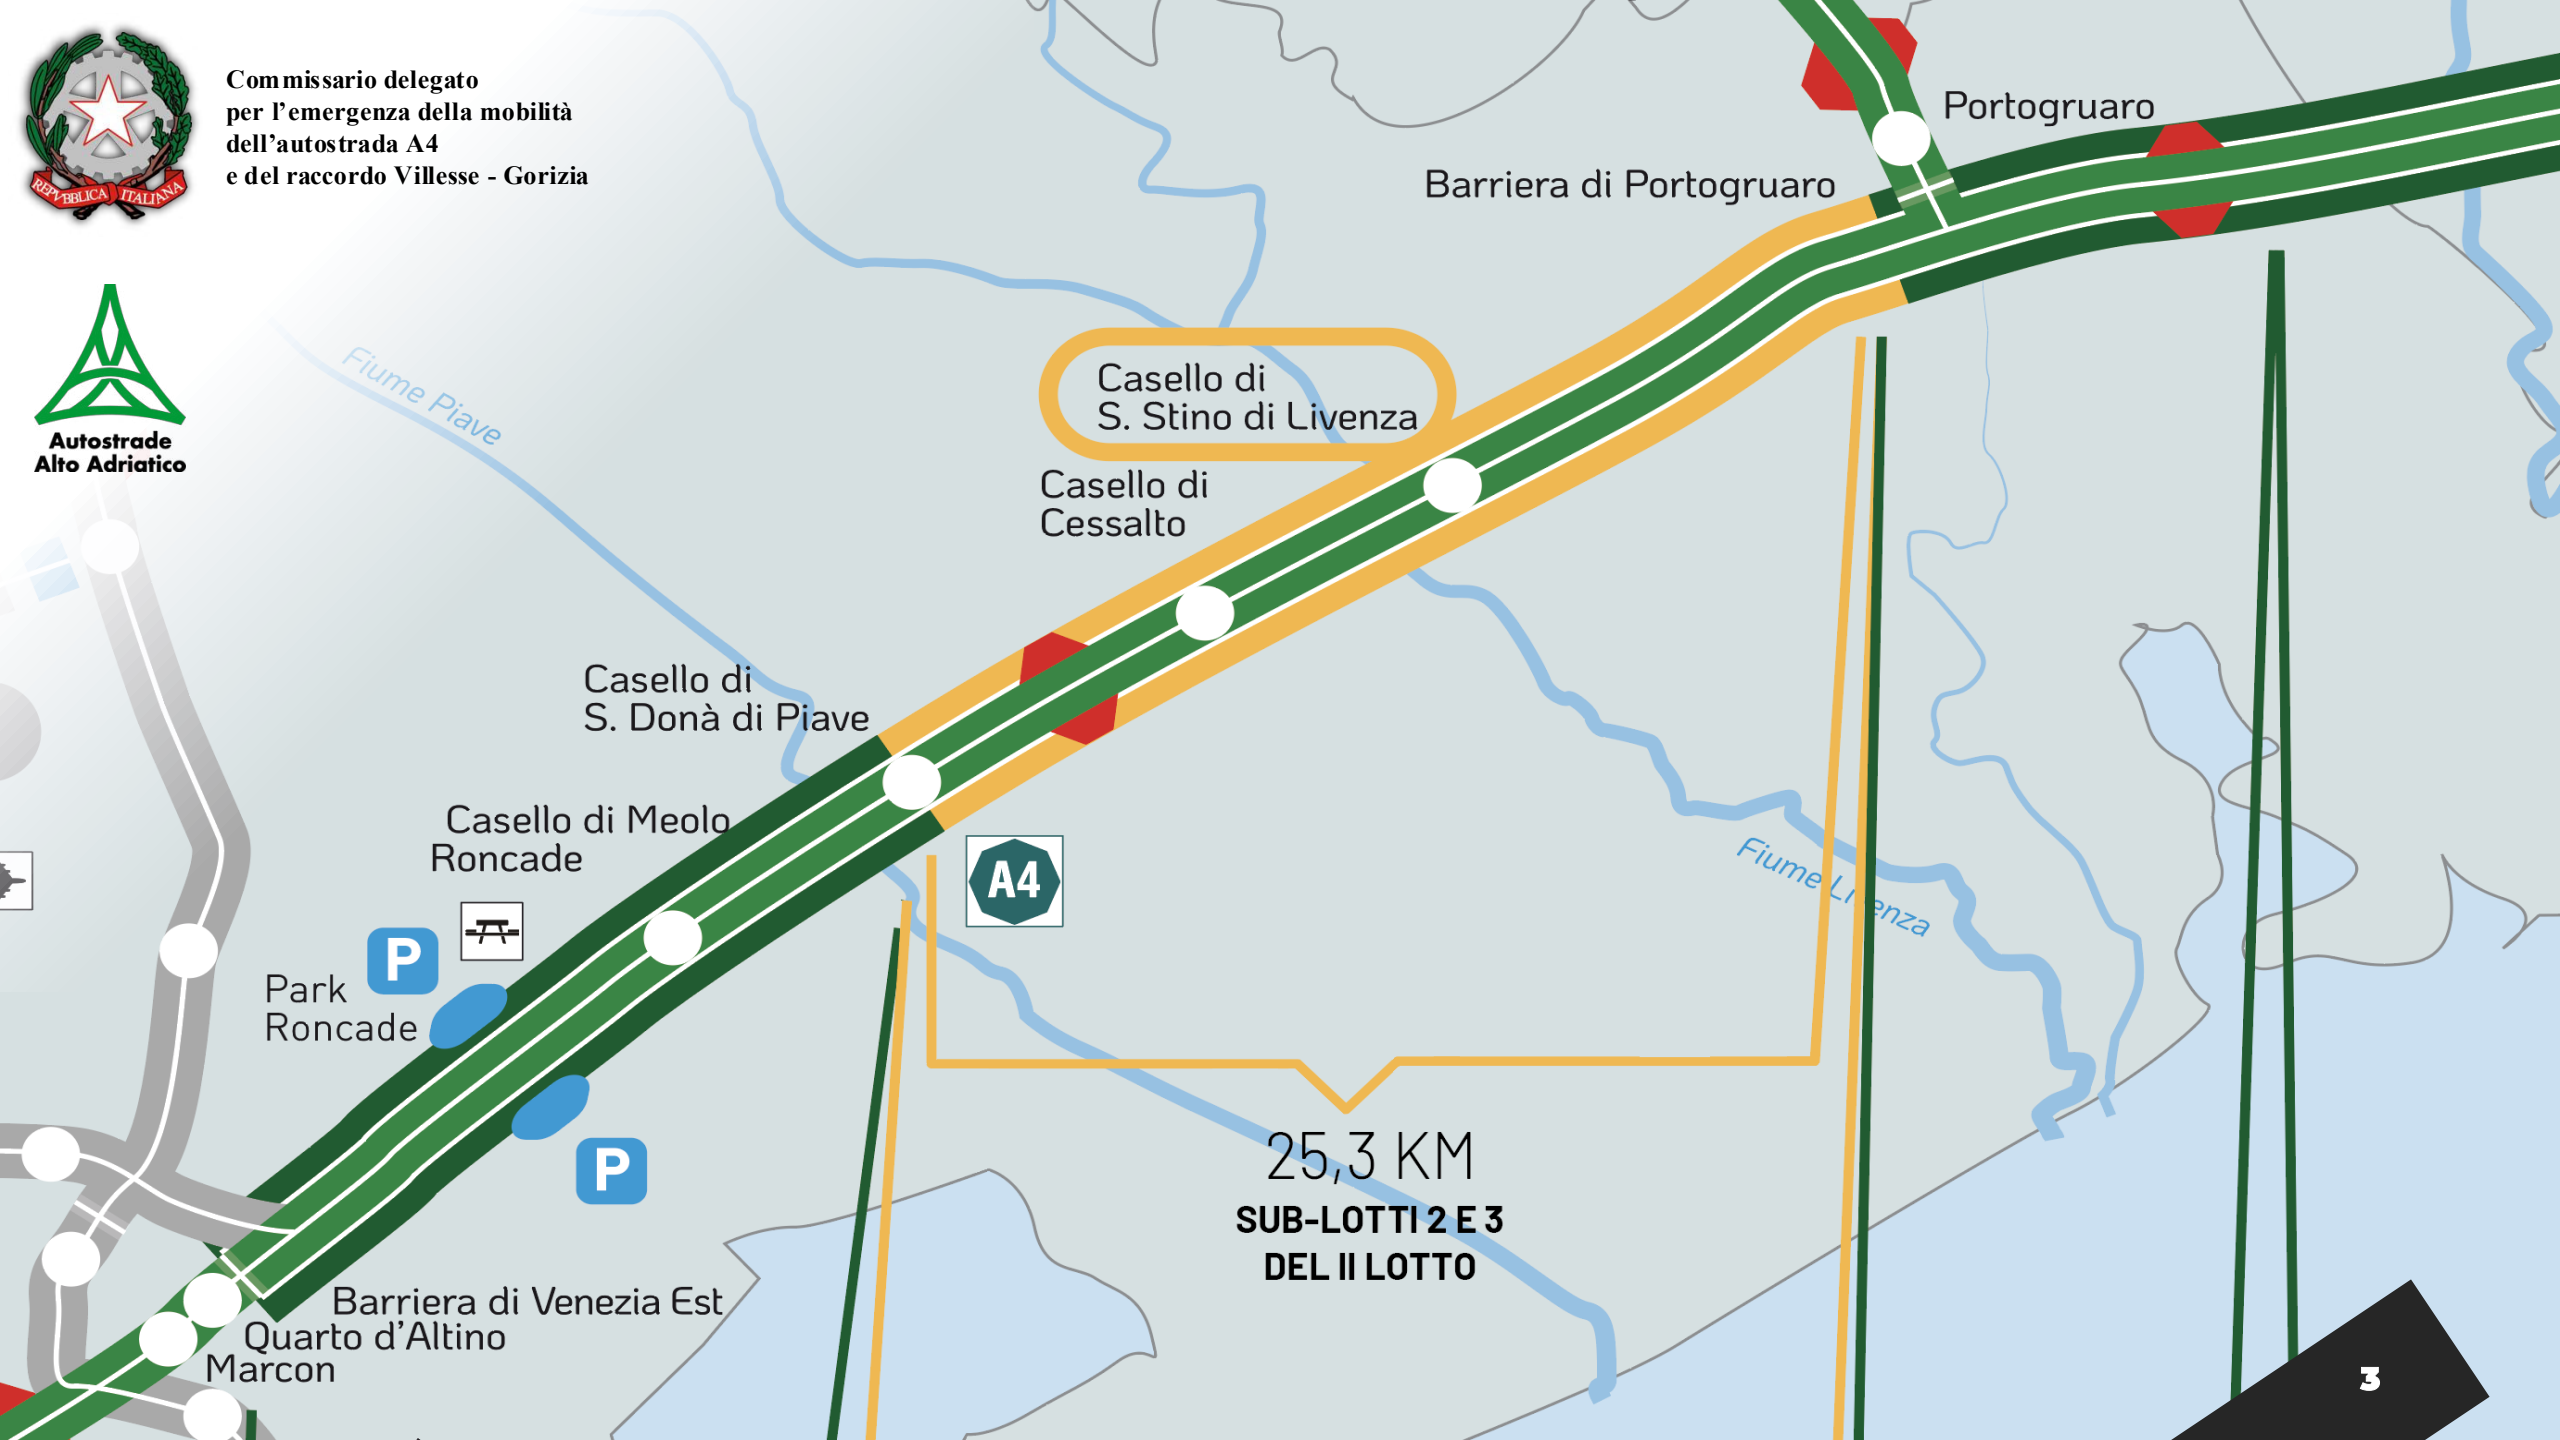 Commissario delegato
per l’emergenza della mobilità
dell’autostrada A4
e del raccordo Villesse - Gorizia
REPVBBLICA ITALIANA
Autostrade
Alto Adriatico
Portogruaro
Barriera di Portogruaro
Fiume Piave
Casello di
S. Stino di Livenza
Casello di
Cessalto
Casello di
S. Donà di Piave
Casello di Meolo
Roncade
A4
P
Park
Roncade
P
Fiume LIvenza
25,3 KM
SUB-LOTTI 2 E 3
DEL II LOTTO
Barriera di Venezia Est
Quarto d’Altino
Marcon
3